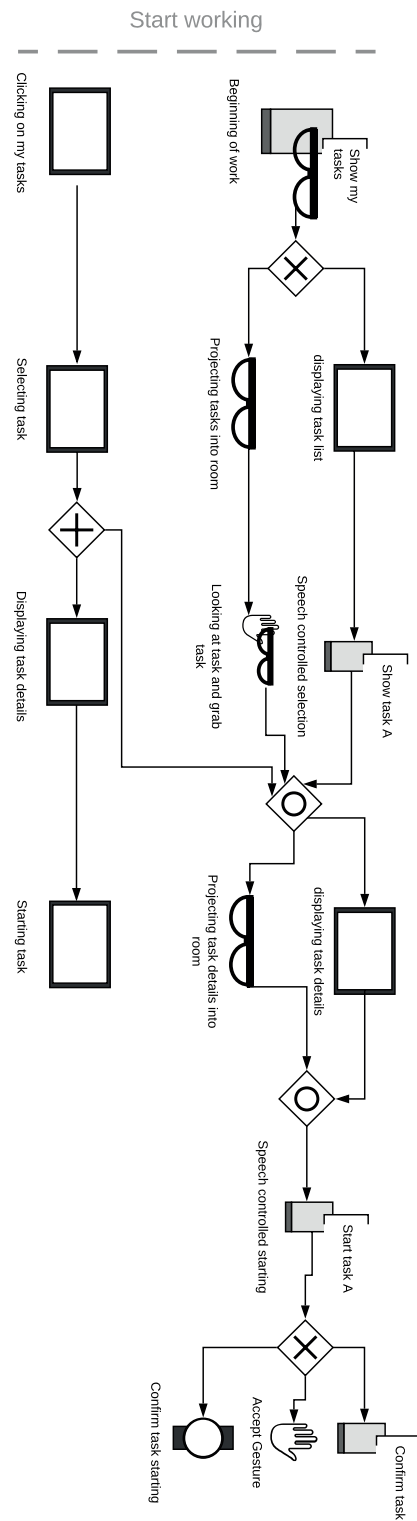 Start working
Clicking on my tasks
Beginning of work
Show my
tasks
Selecting task
Projecting tasks into room
displaying task list
Displaying task details
Looking at task and grab
task
Speech controlled selection
Show task A
Starting task
Projecting task details into
room
displaying task details
Speech controlled starting
Start task A
Confirm task starting
Accept Gesture
Confirm task